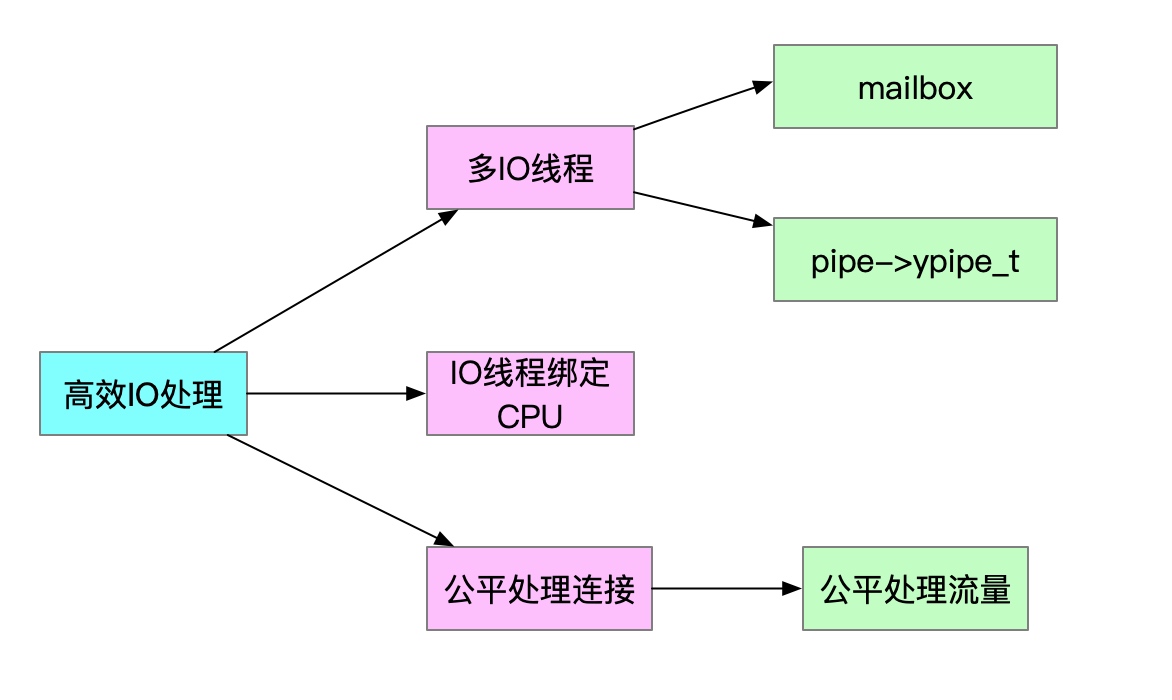 mailbox
多IO线程
pipe–>ypipe_t
高效IO处理
IO线程绑定
CPU
公平处理连接
公平处理流量